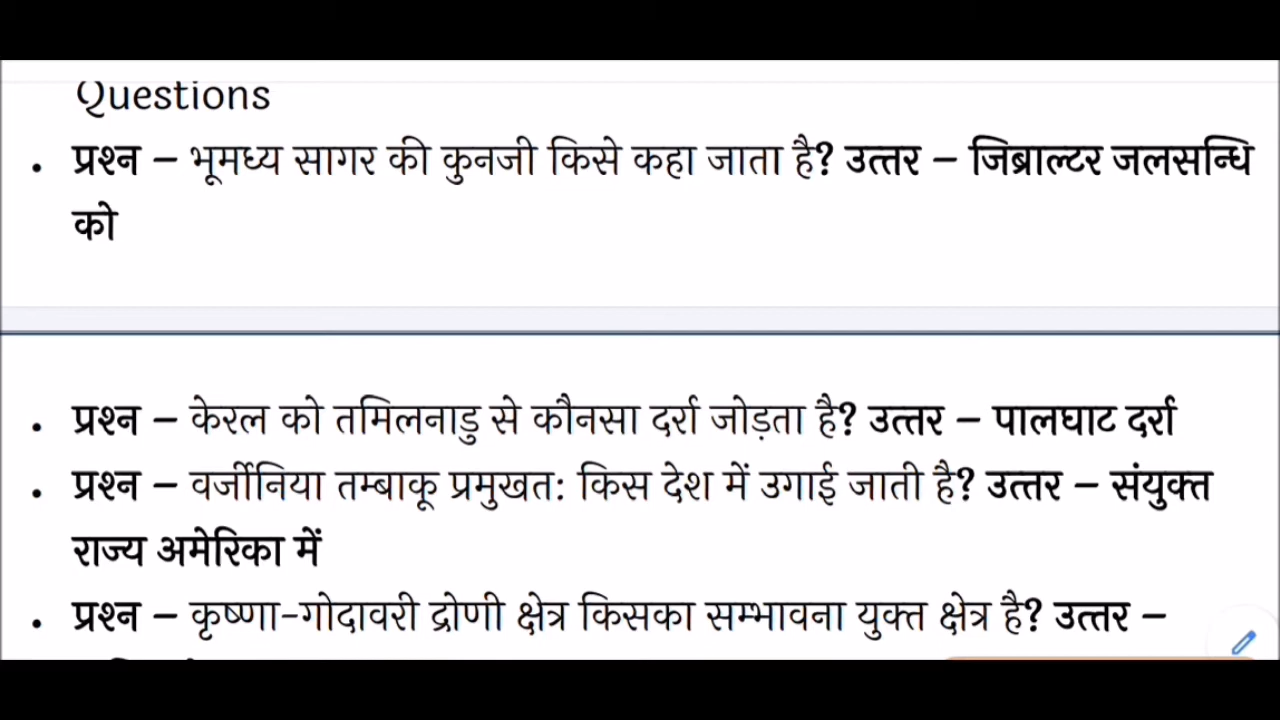 Questions
• प्रश्न – भूमध्य सागर की कुनजी किसे कहा जाता है? उत्तर – जिब्राल्टर जलसन्धि
को
• प्रश्न – केरल को तमिलनाडु से कौनसा दर्रा जोड़ता है? उत्तर – पालघाट दर्रा
• प्रश्न – वर्जीनिया तम्बाकू प्रमुखत: किस देश में उगाई जाती है? उत्तर – संयुक्त
राज्य अमेरिका में
• प्रश्न – कृष्णा-गोदावरी द्रोणी क्षेत्र किसका सम्भावना युक्त क्षेत्र है? उत्तर –